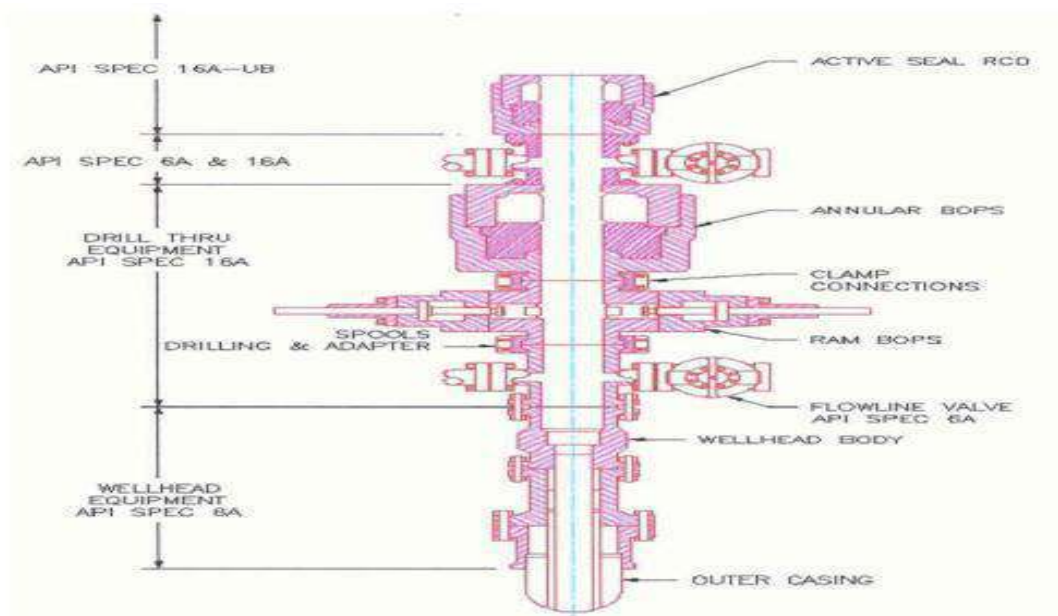 API SPEC 16A-UB
ACTIVE SEAL RCD
API SPEC 6A & 16A
ANNULAR BOPS
DRILL THRU
EQUIPMENT
API SPEC 16A
CLAMP
CONNECTIONS
SPOOLS
DRILLING & ADAPTER
RAM BOPS
FLOWLINE VALVE
API SPEC 6A
WELLHEAD BODY
WELLHEAD
EQUIPMENT
API SPEC 6A
OUTER CASING